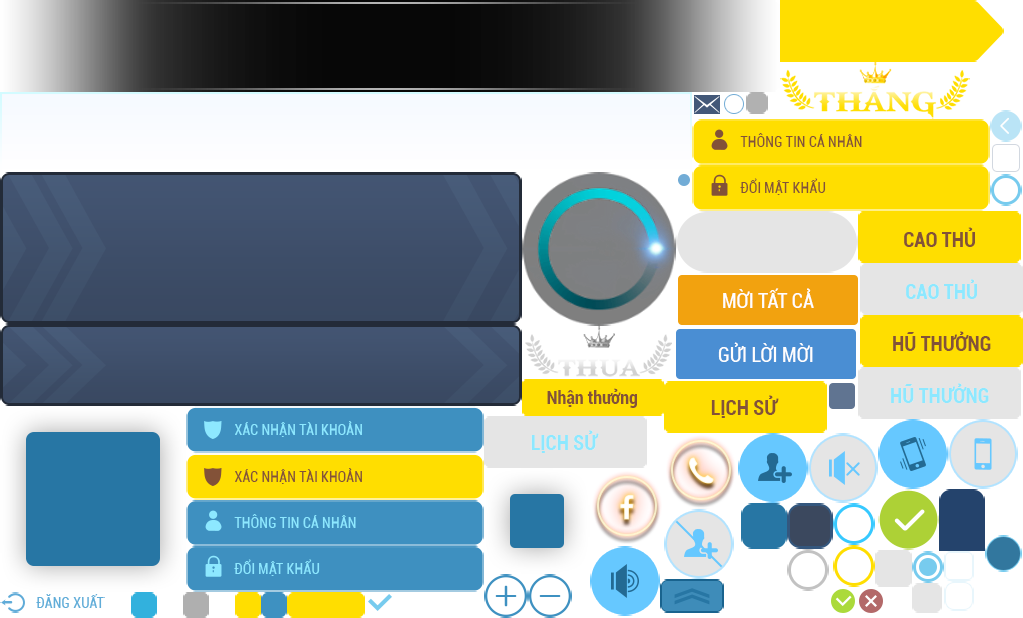 THẮNG
THÔNG TIN CÁ NHÂN
ĐỔI MẬT KHẨU
CAO THỦ
CAO THỦ
MỜI TẤT CẢ
HŨ THƯỞNG
GỬI LỜI MỜI
THUA
Nhận thưởng
HŨ THƯỞNG
LỊCH SỬ
XÁC NHẬN TÀI KHOẢN
LỊCH SỬ
XÁC NHẬN TÀI KHOẢN
THÔNG TIN CÁ NHÂN
ĐỔI MẬT KHẨU
ĐĂNG XUẤT